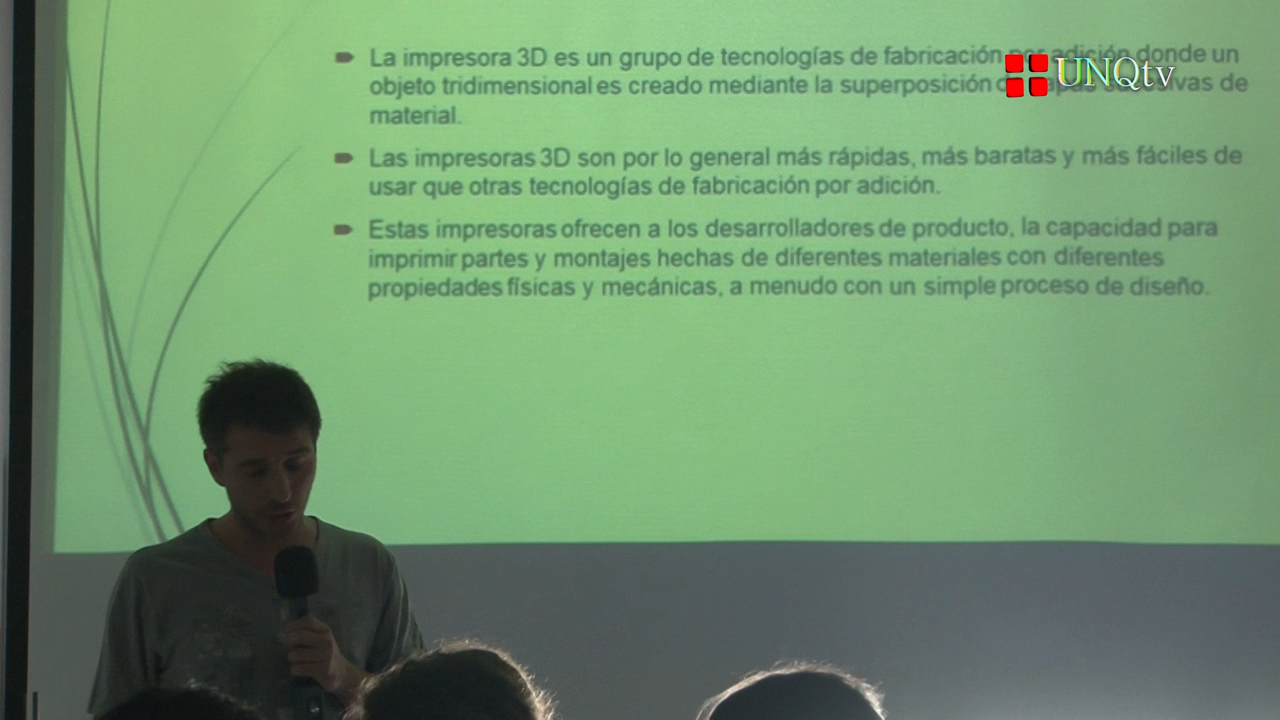 La impresora 3D es un grupo de tecnologías de fabricación por adición donde un
objeto tridimensional es creado mediante la superposición capas sucesivas de
material.
Las impresoras 3D son por lo general más rápidas, más baratas y más fáciles de
usar que otras tecnologías de fabricación por adición.
Estas impresoras ofrecen a los desarrolladores de producto, la capacidad para
imprimir partes y montajes hechas de diferentes materiales con diferentes
propiedades físicas y mecánicas, a menudo con un simple proceso de diseño.
UNQtv